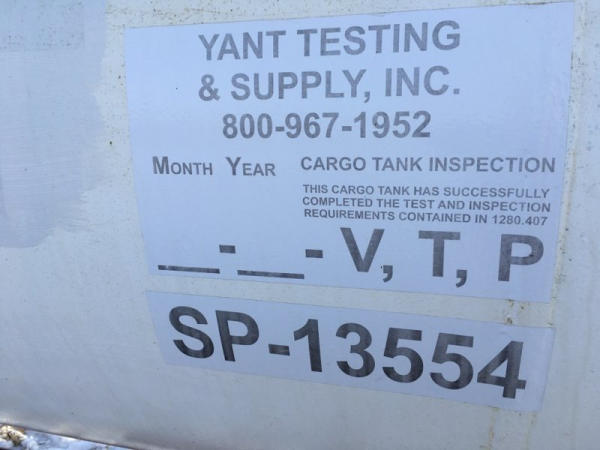 YANT TESTING
& SUPPLY, INC.
800-967-1952
MONTH YEAR CARGO TANK INSPECTION
THIS CARGO TANK HAS SUCCESSFULLY
COMPLETED THE TEST AND INSPECTION
REQUIREMENTS CONTAINED IN 1280.407
__-__-V, T, P
SP-13554